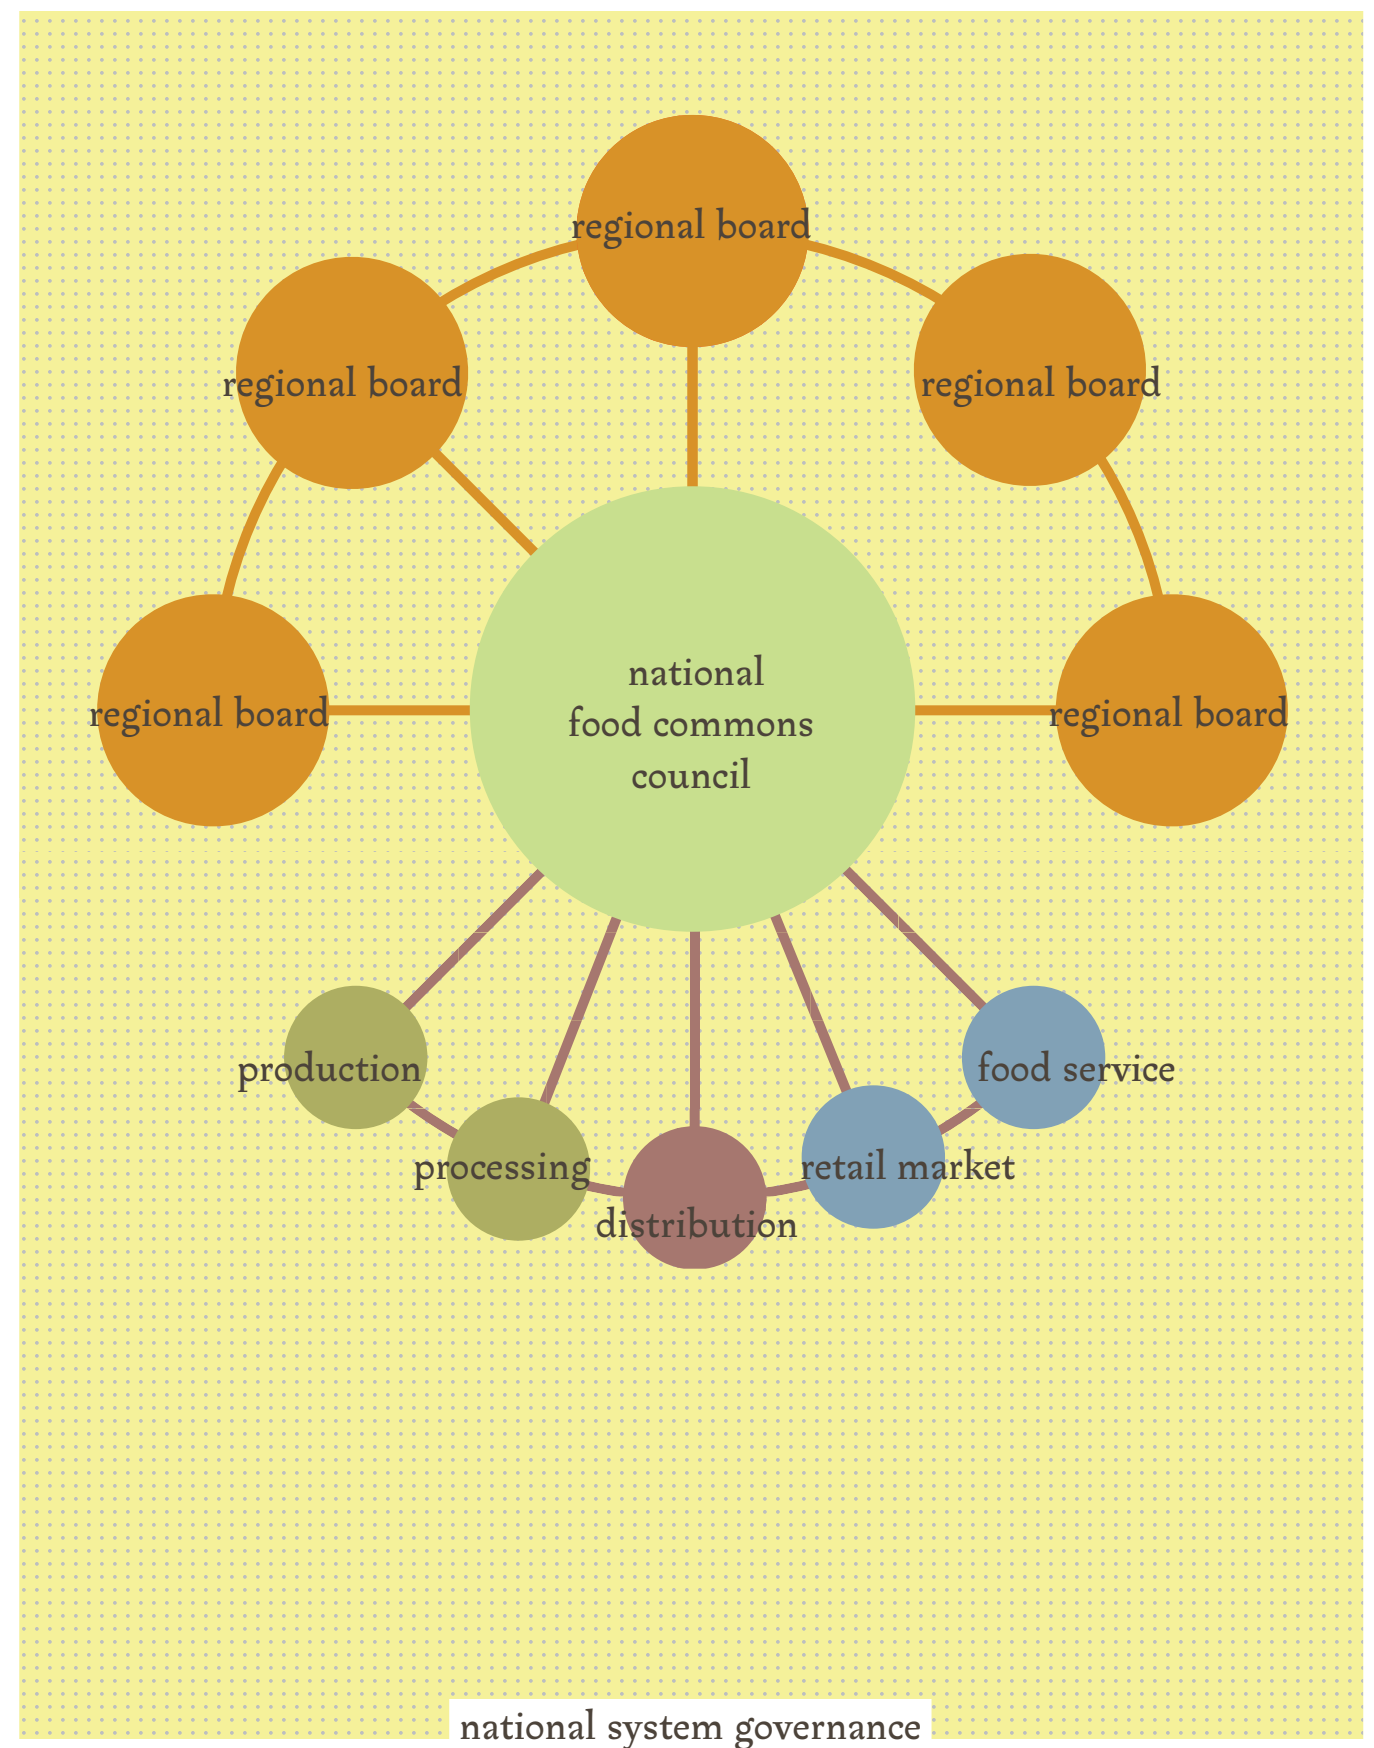 regional board
regional board
regional board
regional board
regional board
national
food commons
council
production
food service
processing
retail market
distribution
national system governance